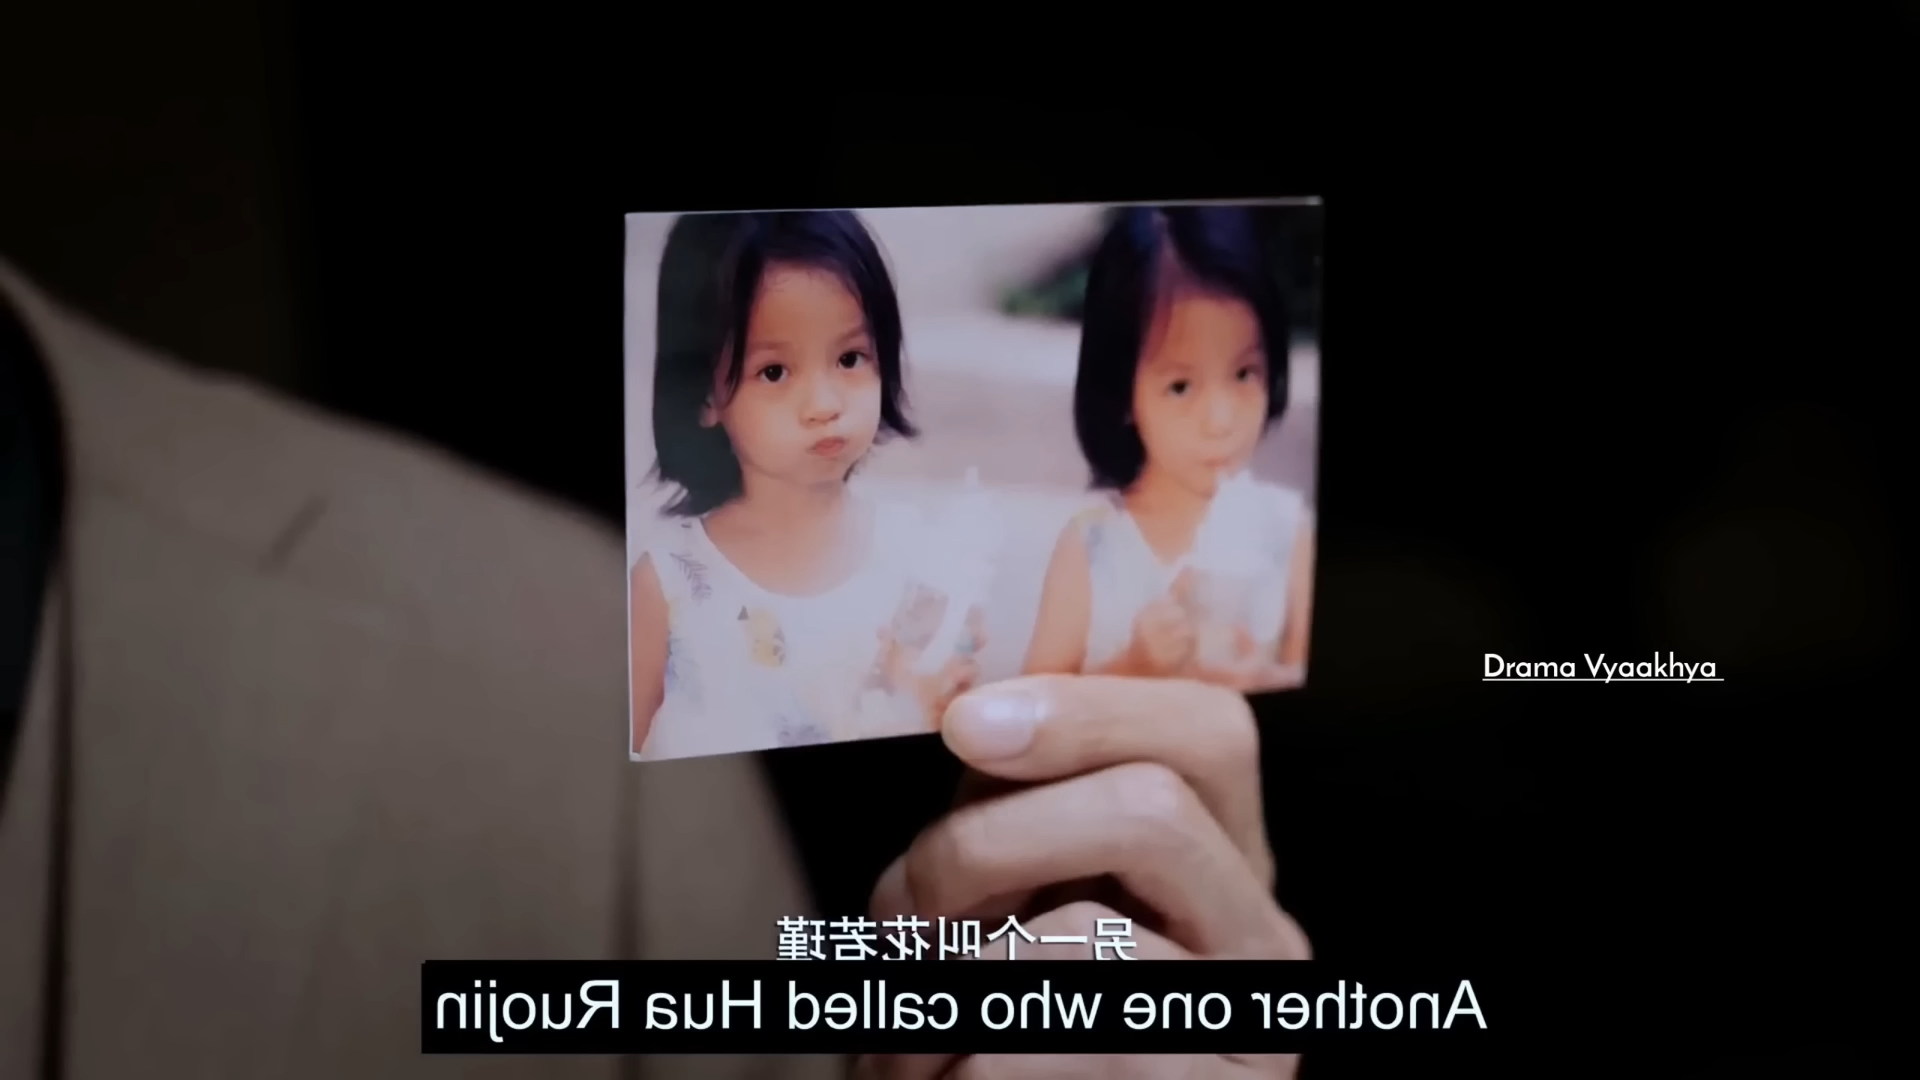 Drama Vyaakhya
另一个叫花若瑾
Another one who called Hua Ruojin